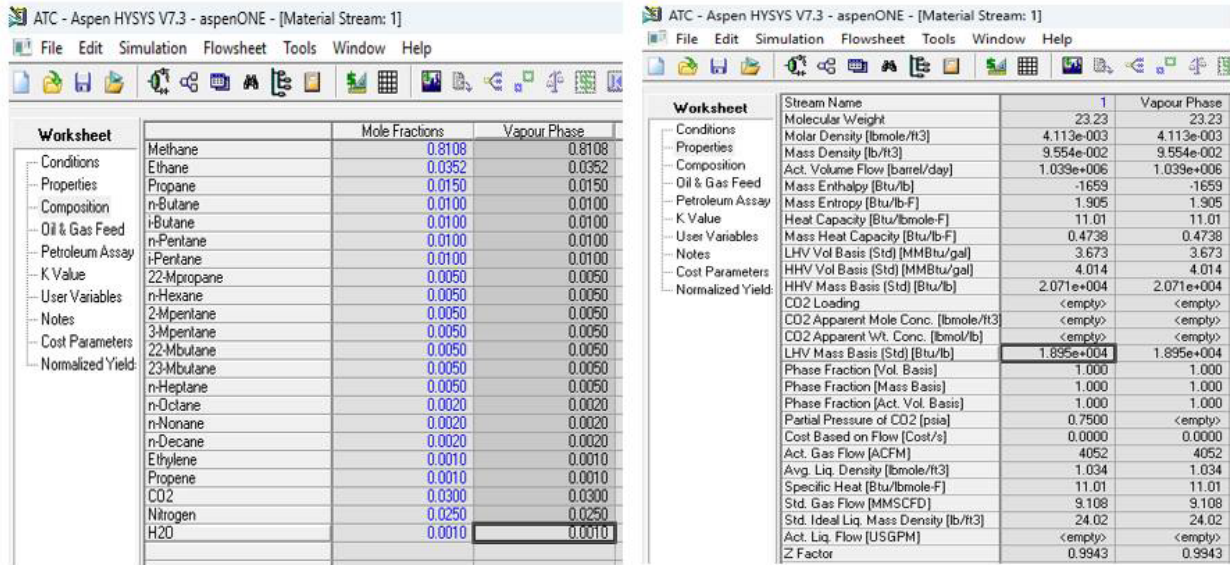 ATC - Aspen HYSYS V7.3 - aspenONE - [Material Stream: 1]
File Edit Simulation Flowsheet Tools Window Help
Worksheet
Conditions
Properties
Composition
Oil & Gas Feed
Petroleum Assay
K Value
User Variables
Notes
Cost Parameters
Normalized Yield
Mole Fractions Vapour Phase
Methane 0.8108 0.8108
Ethane 0.0352 0.0352
Propane 0.0150 0.0150
n-Butane 0.0100 0.0100
i-Butane 0.0100 0.0100
n-Pentane 0.0100 0.0100
i-Pentane 0.0100 0.0100
22-Mpropane 0.0050 0.0050
n-Hexane 0.0050 0.0050
2-Mpentane 0.0050 0.0050
3-Mpentane 0.0050 0.0050
22-Mbutane 0.0050 0.0050
23-Mbutane 0.0050 0.0050
n-Heptane 0.0050 0.0050
n-Octane 0.0020 0.0020
n-Nonane 0.0020 0.0020
n-Decane 0.0020 0.0020
Ethylene 0.0010 0.0010
Propene 0.0010 0.0010
CO2 0.0300 0.0300
Nitrogen 0.0250 0.0250
H2O 0.0010 0.0010
ATC - Aspen HYSYS V7.3 - aspenONE - [Material Stream: 1]
File Edit Simulation Flowsheet Tools Window Help
Worksheet
Conditions
Properties
Composition
Oil & Gas Feed
Petroleum Assay
K Value
User Variables
Notes
Cost Parameters
Normalized Yield
Stream Name 1 Vapour Phase
Molecular Weight 23.23 23.23
Molar Density [lbmole/ft3] 4.113e-003 4.113e-003
Mass Density [lb/ft3] 9.554e-002 9.554e-002
Act. Volume Flow [barrel/day] 1.039e+006 1.039e+006
Mass Enthalpy [Btu/lb] -1659 -1659
Mass Entropy [Btu/lb-F] 1.905 1.905
Heat Capacity [Btu/lbmole-F] 11.01 11.01
Mass Heat Capacity [Btu/lb-F] 0.4738 0.4738
LHV Vol Basis (Std) [MMBtu/gal] 3.673 3.673
HHV Vol Basis (Std) [MMBtu/gal] 4.014 4.014
HHV Mass Basis (Std) [Btu/lb] 2.071e+004 2.071e+004
CO2 Loading <empty> <empty>
CO2 Apparent Mole Conc. [lbmole/ft3] <empty> <empty>
CO2 Apparent Wt. Conc. [lbmol/lb] <empty> <empty>
LHV Mass Basis (Std) [Btu/lb] 1.895e+004 1.895e+004
Phase Fraction [Vol. Basis] 1.000 1.000
Phase Fraction [Mass Basis] 1.000 1.000
Phase Fraction [Act. Vol. Basis] 1.000 1.000
Partial Pressure of CO2 [psia] 0.7500 <empty>
Cost Based on Flow [Cost/s] 0.0000 0.0000
Act. Gas Flow [ACFM] 4052 4052
Avg. Liq. Density [lbmole/ft3] 1.034 1.034
Specific Heat [Btu/lbmole-F] 11.01 11.01
Std. Gas Flow [MMSCFD] 9.108 9.108
Std. Ideal Liq. Mass Density [lb/ft3] 24.02 24.02
Act. Liq. Flow [USGPM] <empty> <empty>
Z Factor 0.9943 0.9943